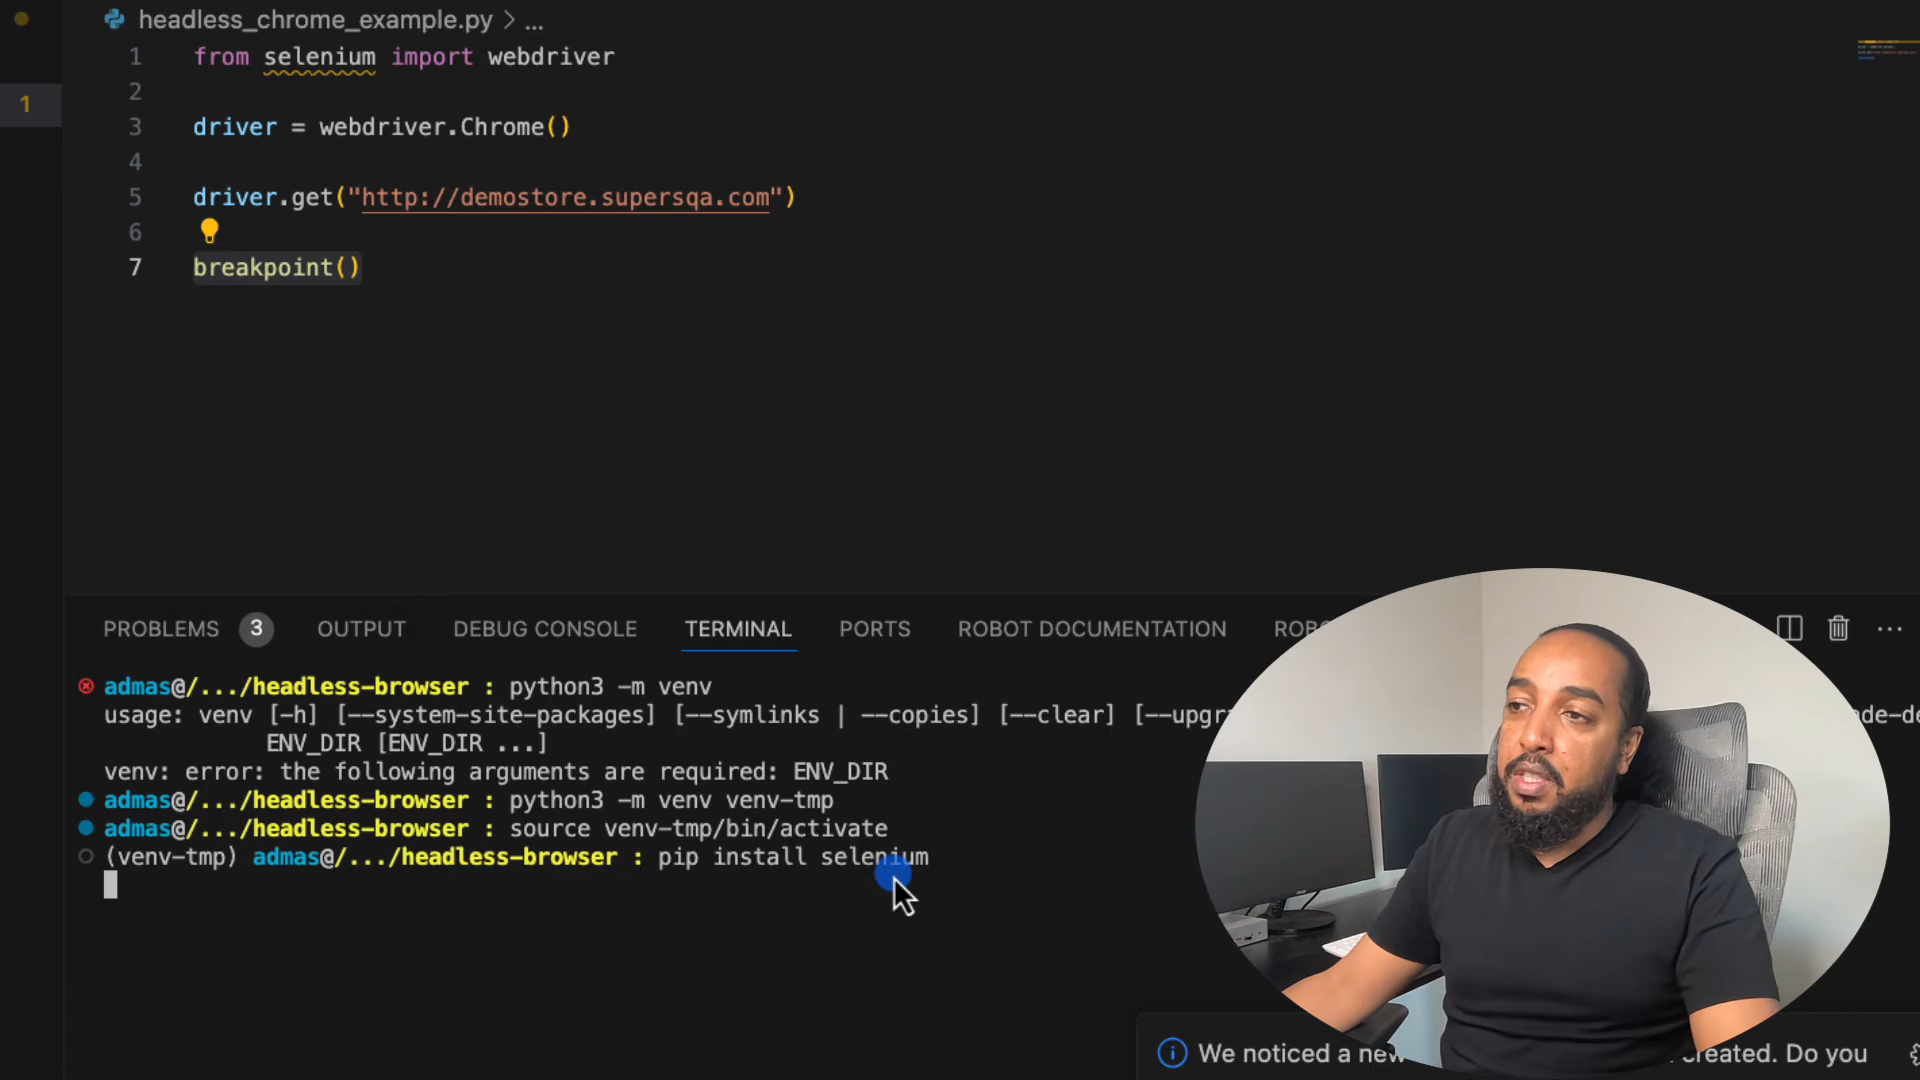 headless_chrome_example.py > ...
1 from selenium import webdriver
2
1
3 driver = webdriver.Chrome()
4
5 driver.get("http://demostore.supersqa.com")
6
7 breakpoint()
PROBLEMS 3 OUTPUT DEBUG CONSOLE TERMINAL PORTS ROBOT DOCUMENTATION
admas@/.../headless-browser : python3 -m venv
usage: venv [-h] [--system-site-packages] [--symlinks | --copies] [--clear]
ENV_DIR [ENV_DIR ...]
venv: error: the following arguments are required: ENV_DIR
admas@/.../headless-browser : python3 -m venv venv-tmp
admas@/.../headless-browser : source venv-tmp/bin/activate
(venv-tmp) admas@/.../headless-browser : pip install selenium
We noticed a new created. Do you